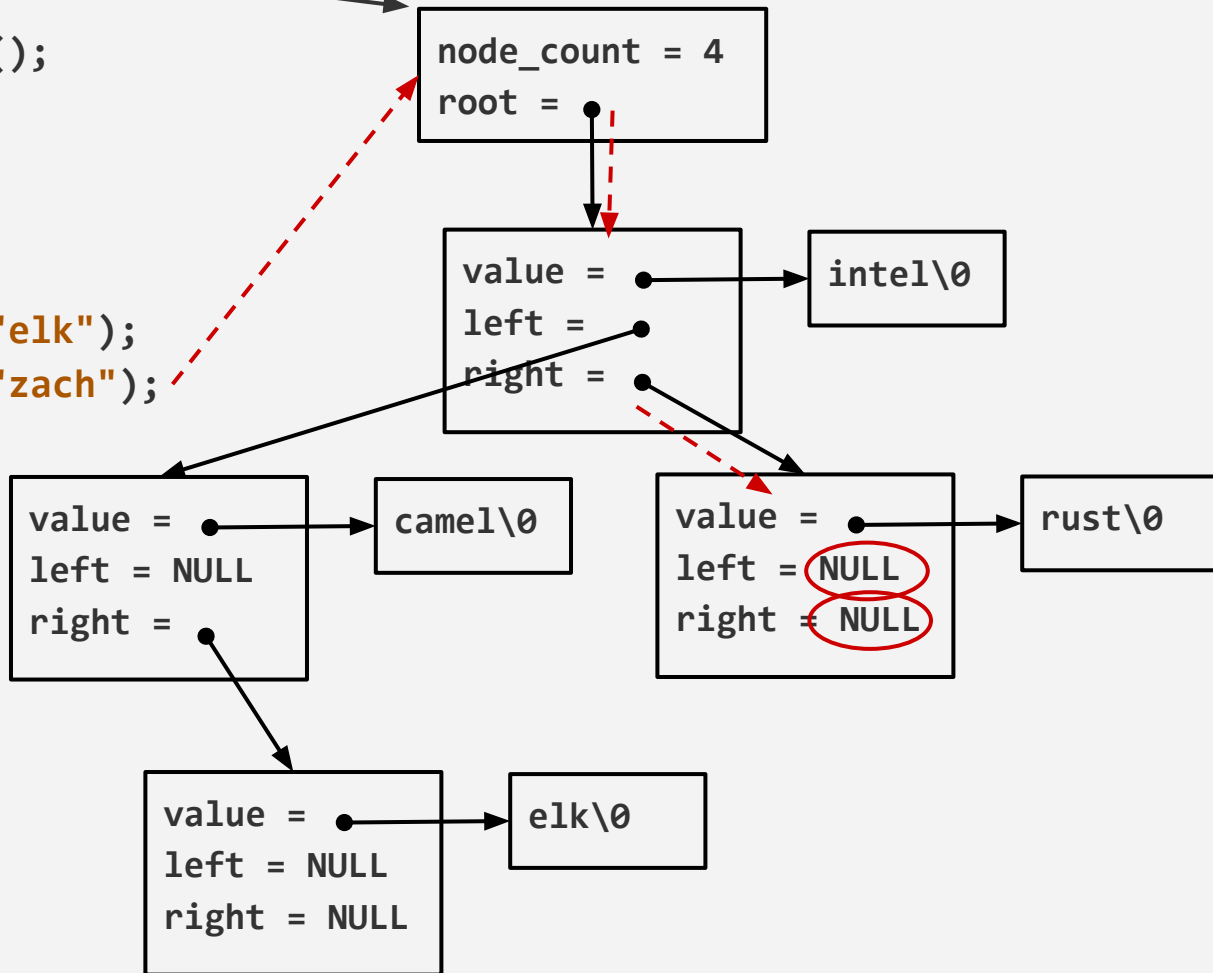 ();
node_count = 4
root =
value =
intel\0
left =
right =
"elk");
"zach");
value =
left = NULL
right =
camel\0
value =
left = NULL
right = NULL
rust\0
value =
left = NULL
right = NULL
elk\0